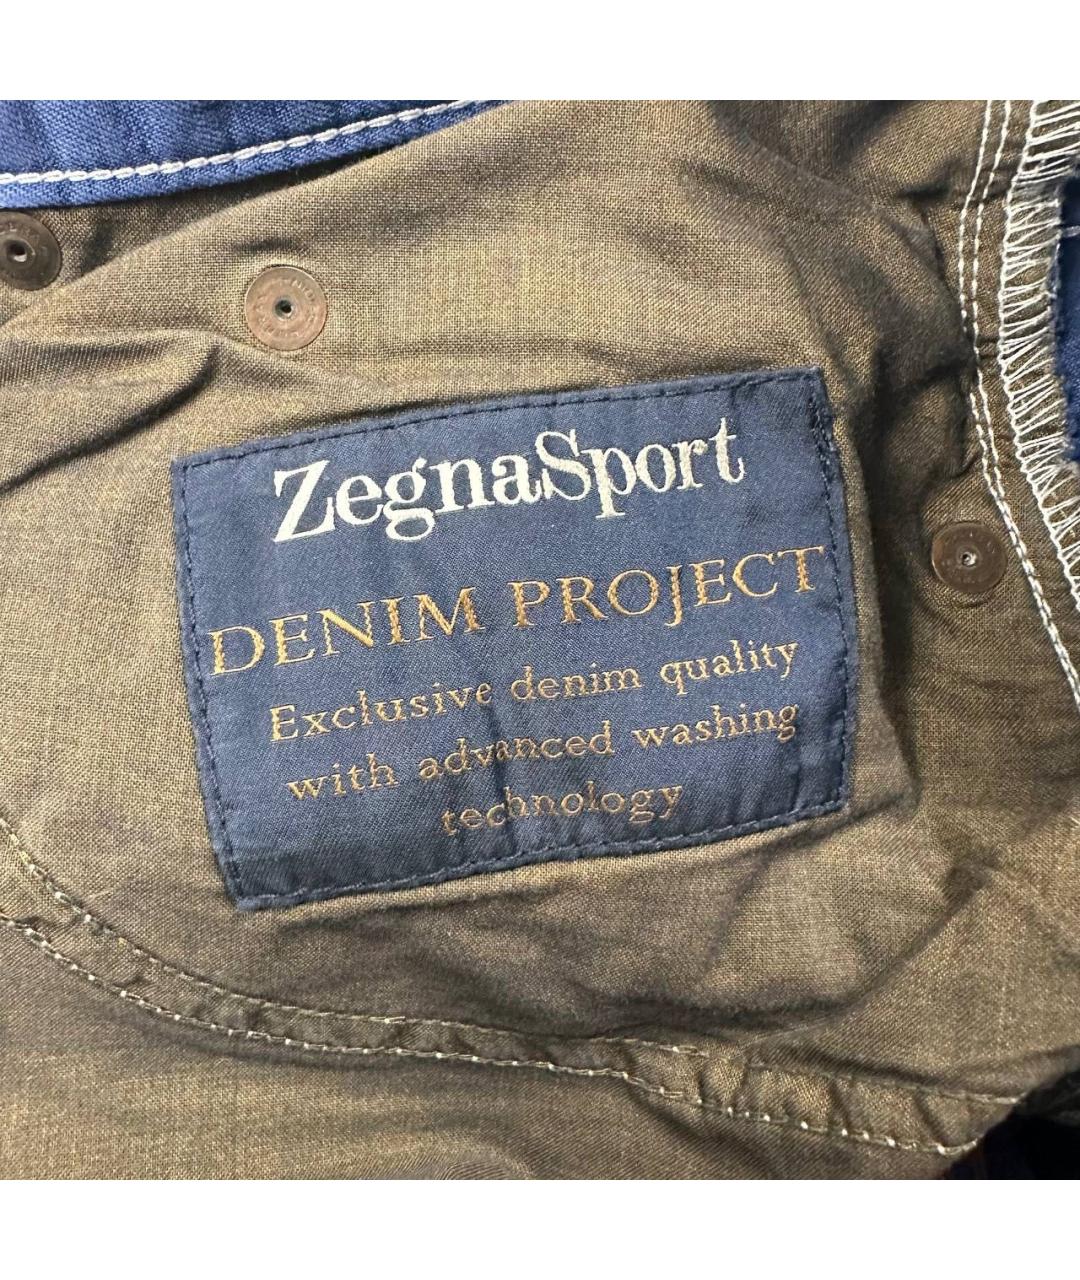 ZegnaSport
DENIM PROJECT
Exclusive denim quality
with advanced washing
technology